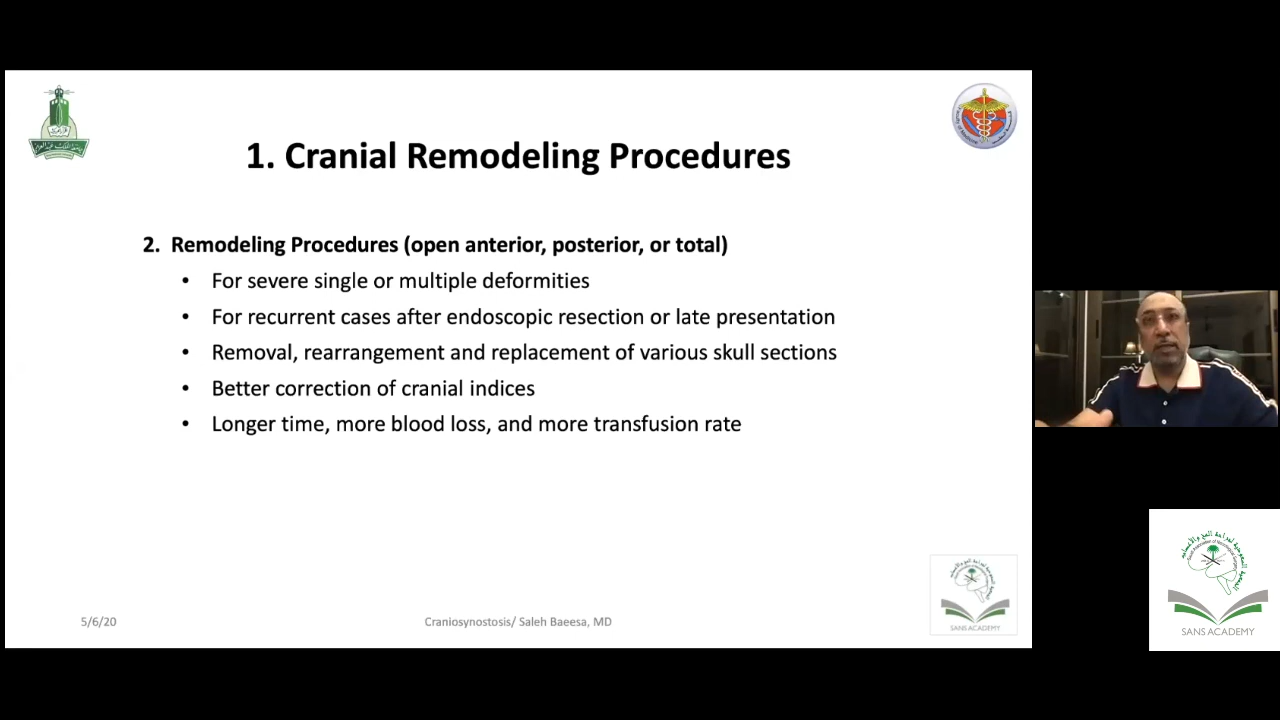 1. Cranial Remodeling Procedures
2. Remodeling Procedures (open anterior, posterior, or total)
• For severe single or multiple deformities
• For recurrent cases after endoscopic resection or late presentation
• Removal, rearrangement and replacement of various skull sections
• Better correction of cranial indices
• Longer time, more blood loss, and more transfusion rate
5/6/20
Craniosynostosis/ Saleh Baeesa, MD
SANS ACADEMY
SANS ACADEMY